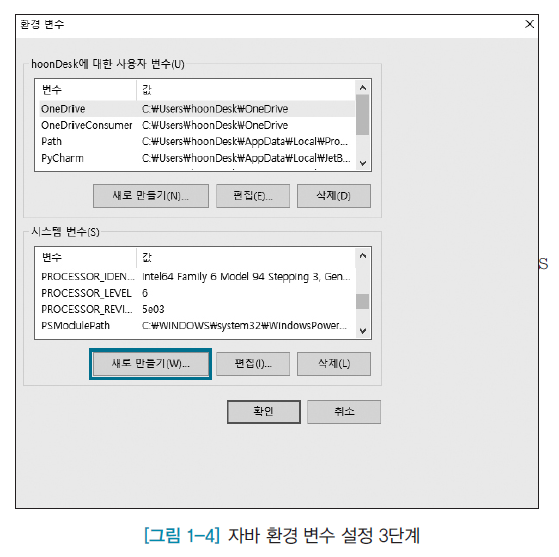 환경 변수
hoonDesk에 대한 사용자 변수(U)
변수 값
OneDrive C:₩Users₩hoonDesk₩OneDrive
OneDriveConsumer C:₩Users₩hoonDesk₩OneDrive
Path C:₩Users₩hoonDesk₩AppData₩Local₩Pro...
PyCharm C:₩Users₩hoonDesk₩AppData₩Local₩JetB...
새로 만들기(N)... 편집(E)... 삭제(D)
시스템 변수(S)
변수 값
S
PROCESSOR_IDEN... Intel64 Family 6 Model 94 Stepping 3, Gen...
PROCESSOR_LEVEL 6
PROCESSOR_REVI... 5e03
PSModulePath C:₩WINDOWS₩system32₩WindowsPower...
새로 만들기(W)... 편집(I)... 삭제(L)
확인 취소
[그림 1-4] 자바 환경 변수 설정 3단계